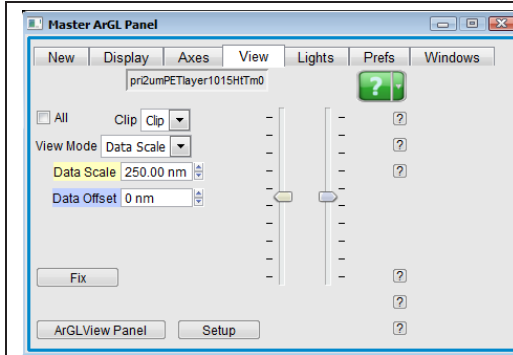 Master ArGL Panel
New Display Axes View Lights Prefs Windows
pri2umPETlayer1015HtTm0
?
All Clip Clip ?
View Mode Data Scale ?
Data Scale 250.00 nm ?
Data Offset 0 nm
Fix ?
?
ArGLView Panel Setup ?